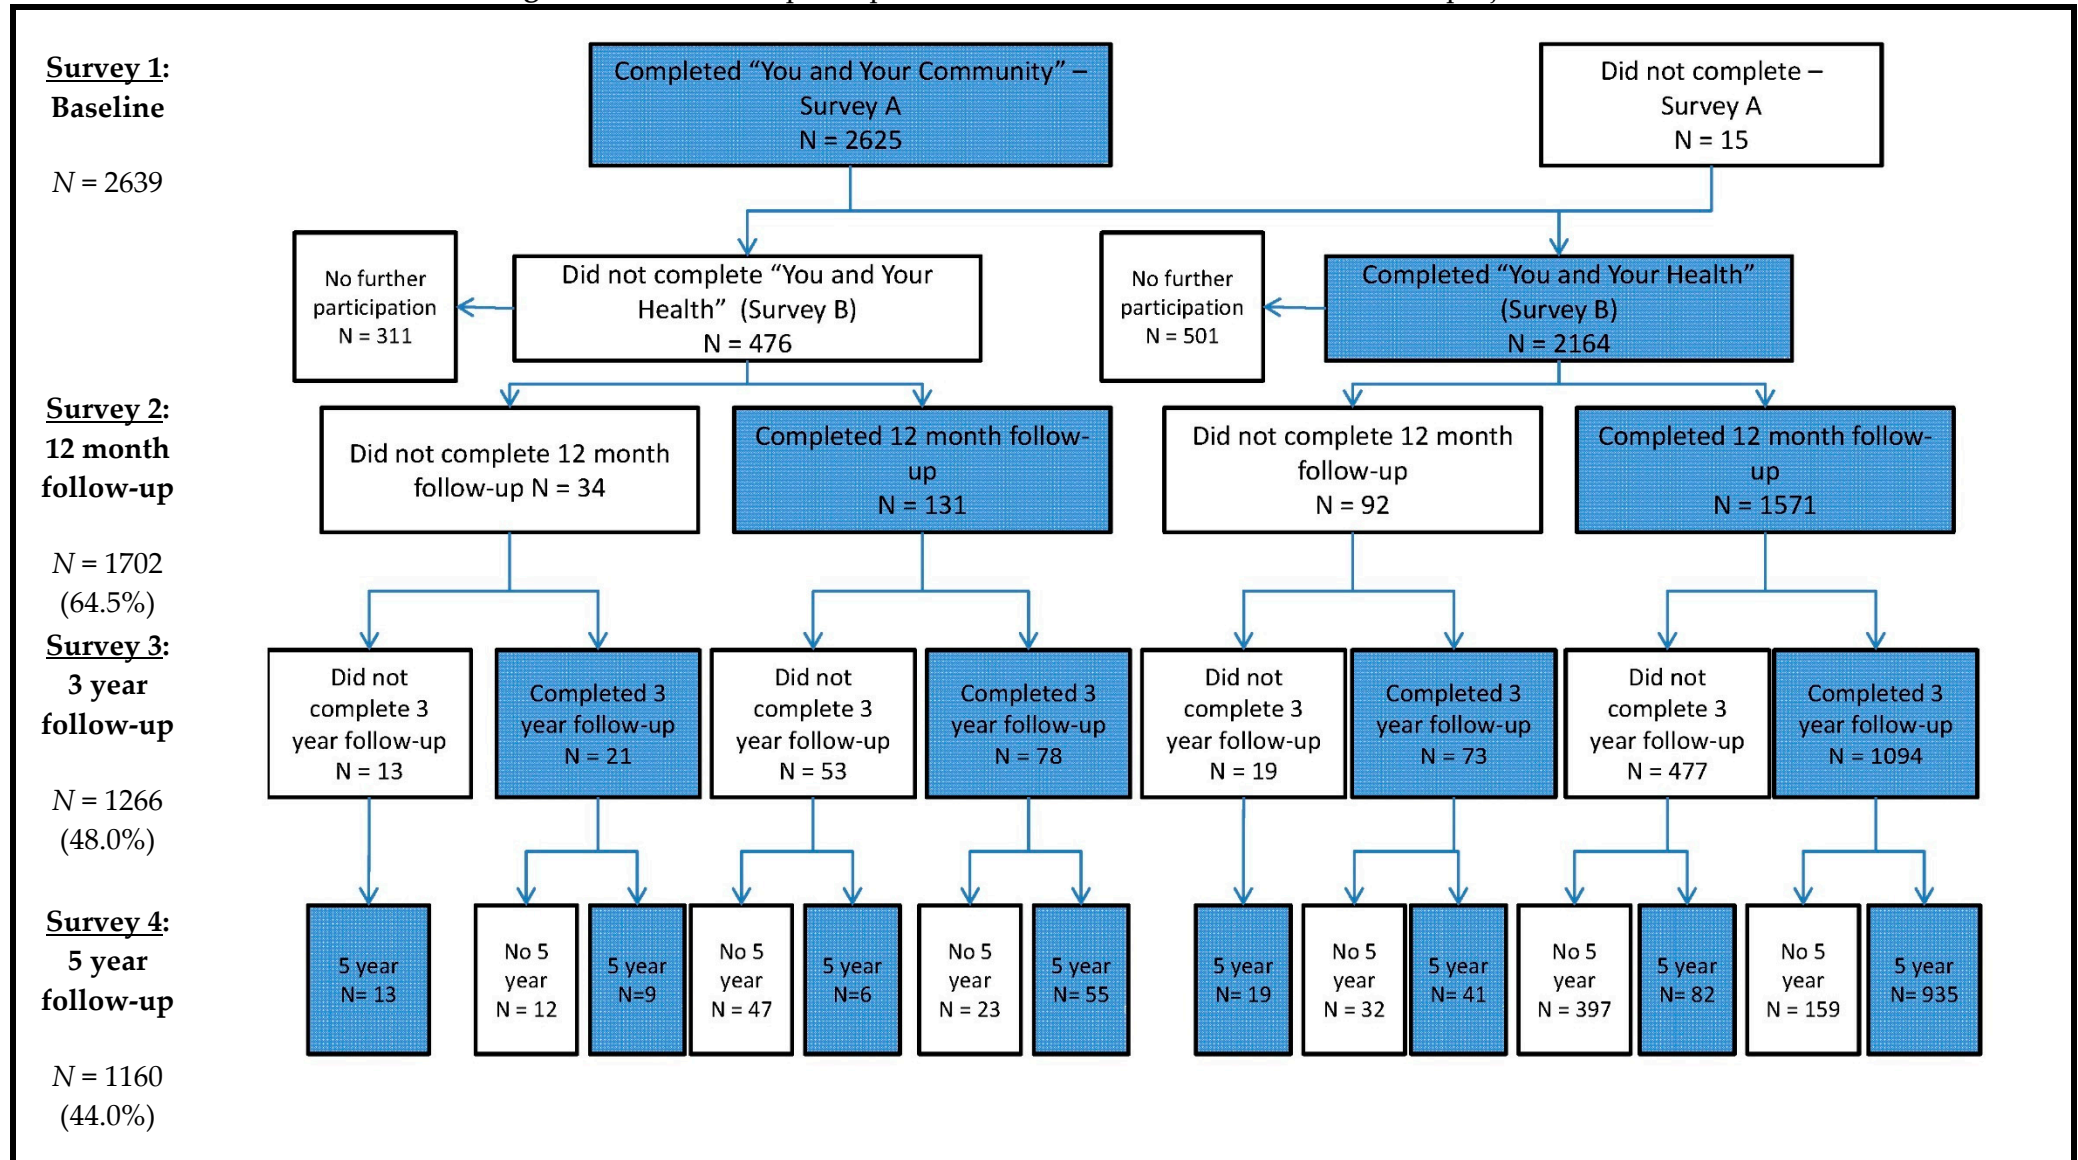 Survey 1:
Baseline
N = 2639
Completed “You and Your Community” –
Survey A
N = 2625
Did not complete –
Survey A
N = 15
No further
participation
N = 311
Did not complete “You and Your
Health” (Survey B)
N = 476
No further
participation
N = 501
Completed “You and Your Health”
(Survey B)
N = 2164
Survey 2:
12 month
follow-up
N = 1702
(64.5%)
Did not complete 12 month
follow-up N = 34
Completed 12 month follow-
up
N = 131
Did not complete 12 month
follow-up
N = 92
Completed 12 month follow-
up
N = 1571
Survey 3:
3 year
follow-up
N = 1266
(48.0%)
Did not
complete 3
year follow-up
N = 13
Completed 3
year follow-up
N = 21
Did not
complete 3
year follow-up
N = 53
Completed 3
year follow-up
N = 78
Did not
complete 3
year follow-up
N = 19
Completed 3
year follow-up
N = 73
Did not
complete 3
year follow-up
N = 477
Completed 3
year follow-up
N = 1094
Survey 4:
5 year
follow-up
N = 1160
(44.0%)
5 year
N= 13
No 5
year
N = 12
5 year
N=9
No 5
year
N = 47
5 year
N=6
No 5
year
N = 23
5 year
N= 55
5 year
N= 19
No 5
year
N = 32
5 year
N= 41
No 5
year
N = 397
5 year
N= 82
No 5
year
N = 159
5 year
N= 935